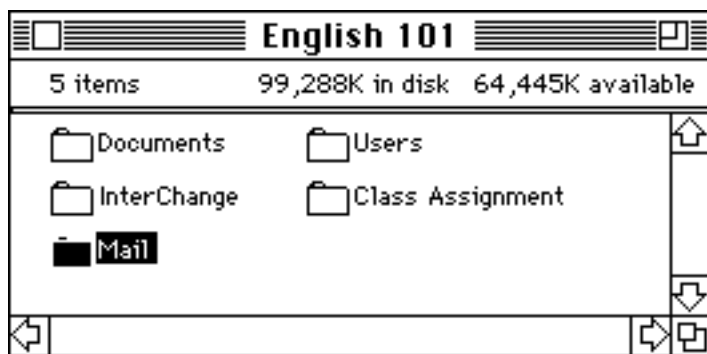 English 101
5 items 99,288K in disk 64,445K available
Documents Users
InterChange Class Assignment
Mail